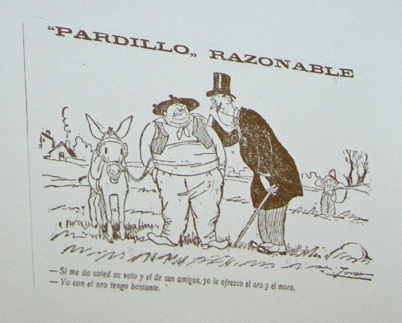 “PARDILLO„ RAZONABLE
— Si me da usted su voto y el de sus amigos, yo le ofrezco el oro y el moro.
— Yo con el oro tengo bastante.